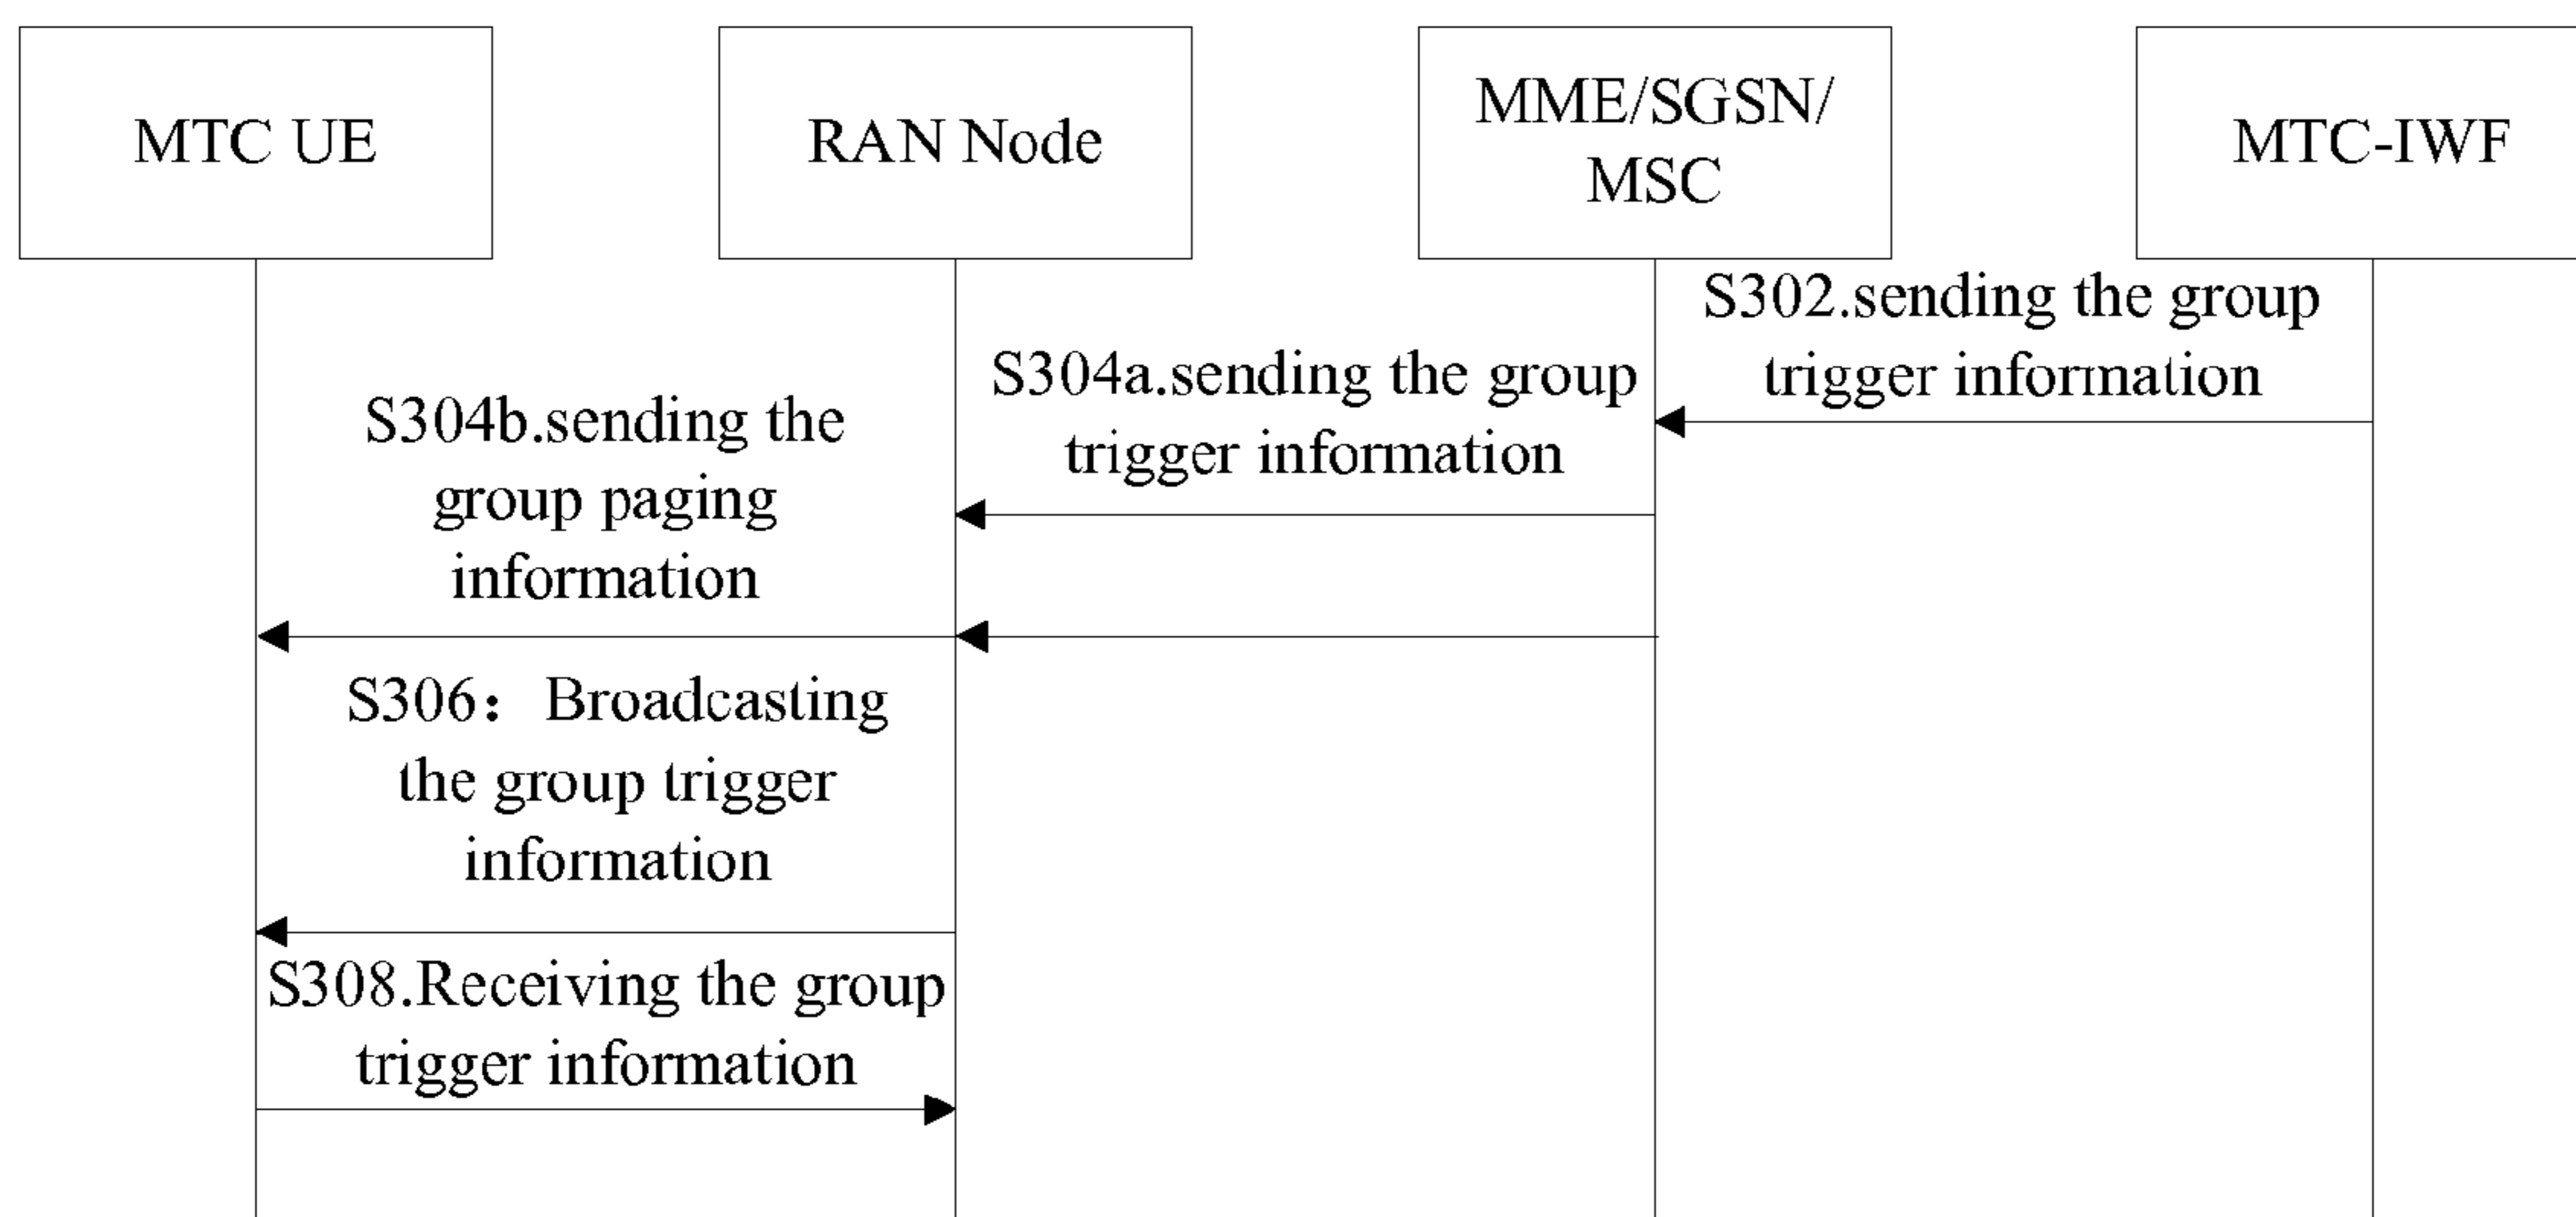 MTC UE
RAN Node
MME/SGSN/
MSC
MTC-IWF
S302.sending the group
trigger information
S304a.sending the group
trigger information
S304b.sending the
group paging
information
S306：Broadcasting
the group trigger
information
S308.Receiving the group
trigger information